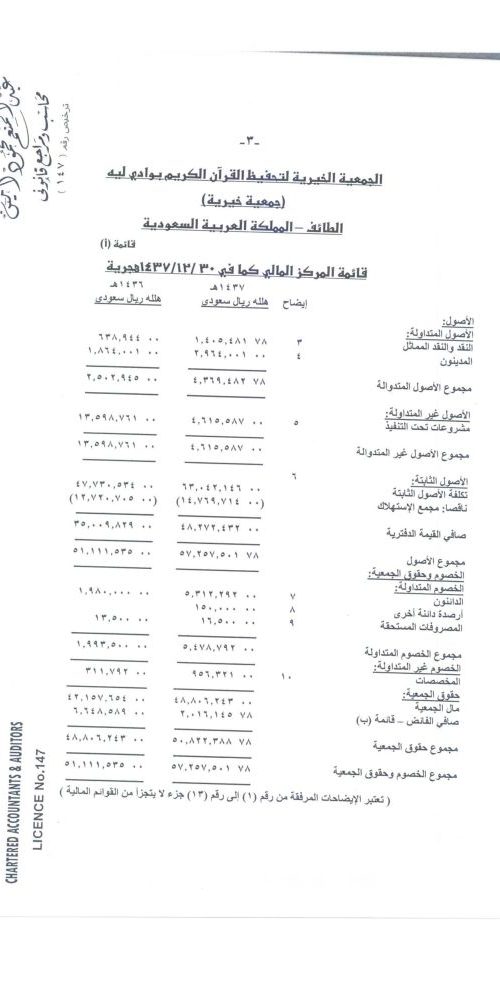 محاسب ومراجع قانوني
ترخيص رقم (١٤٧)
-٣-
الجمعية الخيرية لتحفيظ القرآن الكريم بوادي ليه
(جمعية خيرية)
الطائف – المملكة العربية السعودية
قائمة (أ)
قائمة المركز المالي كما في ١٤٣٧/١٢/٣٠هجرية
١٤٣٧هـ ١٤٣٦هـ
إيضاح هلله ريال سعودى هلله ريال سعودى
الأصول:
الأصول المتداولة:
النقد والنقد المماثل ٣ ١,٤٠٥,٤٨١ ٧٨ ٦٣٨,٩٤٤ ٠٠
المدينون ٤ ٢,٩٦٤,٠٠١ ٠٠ ١,٨٦٤,٠٠١ ٠٠
مجموع الأصول المتدوالة ٤,٣٦٩,٤٨٢ ٧٨ ٢,٥٠٢,٩٤٥ ٠٠
الأصول غير المتداولة:
مشروعات تحت التنفيذ ٥ ٤,٦١٥,٥٨٧ ٠٠ ١٣,٥٩٨,٧٦١ ٠٠
مجموع الأصول غير المتدوالة ٤,٦١٥,٥٨٧ ٠٠ ١٣,٥٩٨,٧٦١ ٠٠
الأصول الثابتة: ٦
تكلفة الأصول الثابتة ٦٣,٠٤٢,١٤٦ ٠٠ ٤٧,٧٣٠,٥٣٤ ٠٠
ناقصا: مجمع الإستهلاك (١٤,٧٦٩,٧١٤ ٠٠) (١٢,٧٢٠,٧٠٥ ٠٠)
صافي القيمة الدفترية ٤٨,٢٧٢,٤٣٢ ٠٠ ٣٥,٠٠٩,٨٢٩ ٠٠
مجموع الأصول ٥٧,٢٥٧,٥٠١ ٧٨ ٥١,١١١,٥٣٥ ٠٠
الخصوم وحقوق الجمعية:
الخصوم المتداولة:
الدائنون ٧ ٥,٣١٢,٢٩٢ ٠٠ ١,٩٨٠,٠٠٠ ٠٠
أرصدة دائنة أخرى ٨ ١٥٠,٠٠٠ ٠٠
المصروفات المستحقة ٩ ١٦,٥٠٠ ٠٠ ١٣,٥٠٠ ٠٠
مجموع الخصوم المتداولة ٥,٤٧٨,٧٩٢ ٠٠ ١,٩٩٣,٥٠٠ ٠٠
الخصوم غير المتداولة:
المخصصات ١٠ ٩٥٦,٣٢١ ٠٠ ٣١١,٧٩٢ ٠٠
حقوق الجمعية:
مال الجمعية ٤٨,٨٠٦,٢٤٣ ٠٠ ٤٢,١٥٧,٦٥٤ ٠٠
صافي الفائض – قائمة (ب) ٢,٠١٦,١٤٥ ٧٨ ٦,٦٤٨,٥٨٩ ٠٠
مجموع حقوق الجمعية ٥٠,٨٢٢,٣٨٨ ٧٨ ٤٨,٨٠٦,٢٤٣ ٠٠
مجموع الخصوم وحقوق الجمعية ٥٧,٢٥٧,٥٠١ ٧٨ ٥١,١١١,٥٣٥ ٠٠
( تعتبر الإيضاحات المرفقة من رقم (١) إلى رقم (١٣) جزء لا يتجزأ من القوائم المالية )
CHARTERED ACCOUNTANTS & AUDITORS
LICENCE No.147